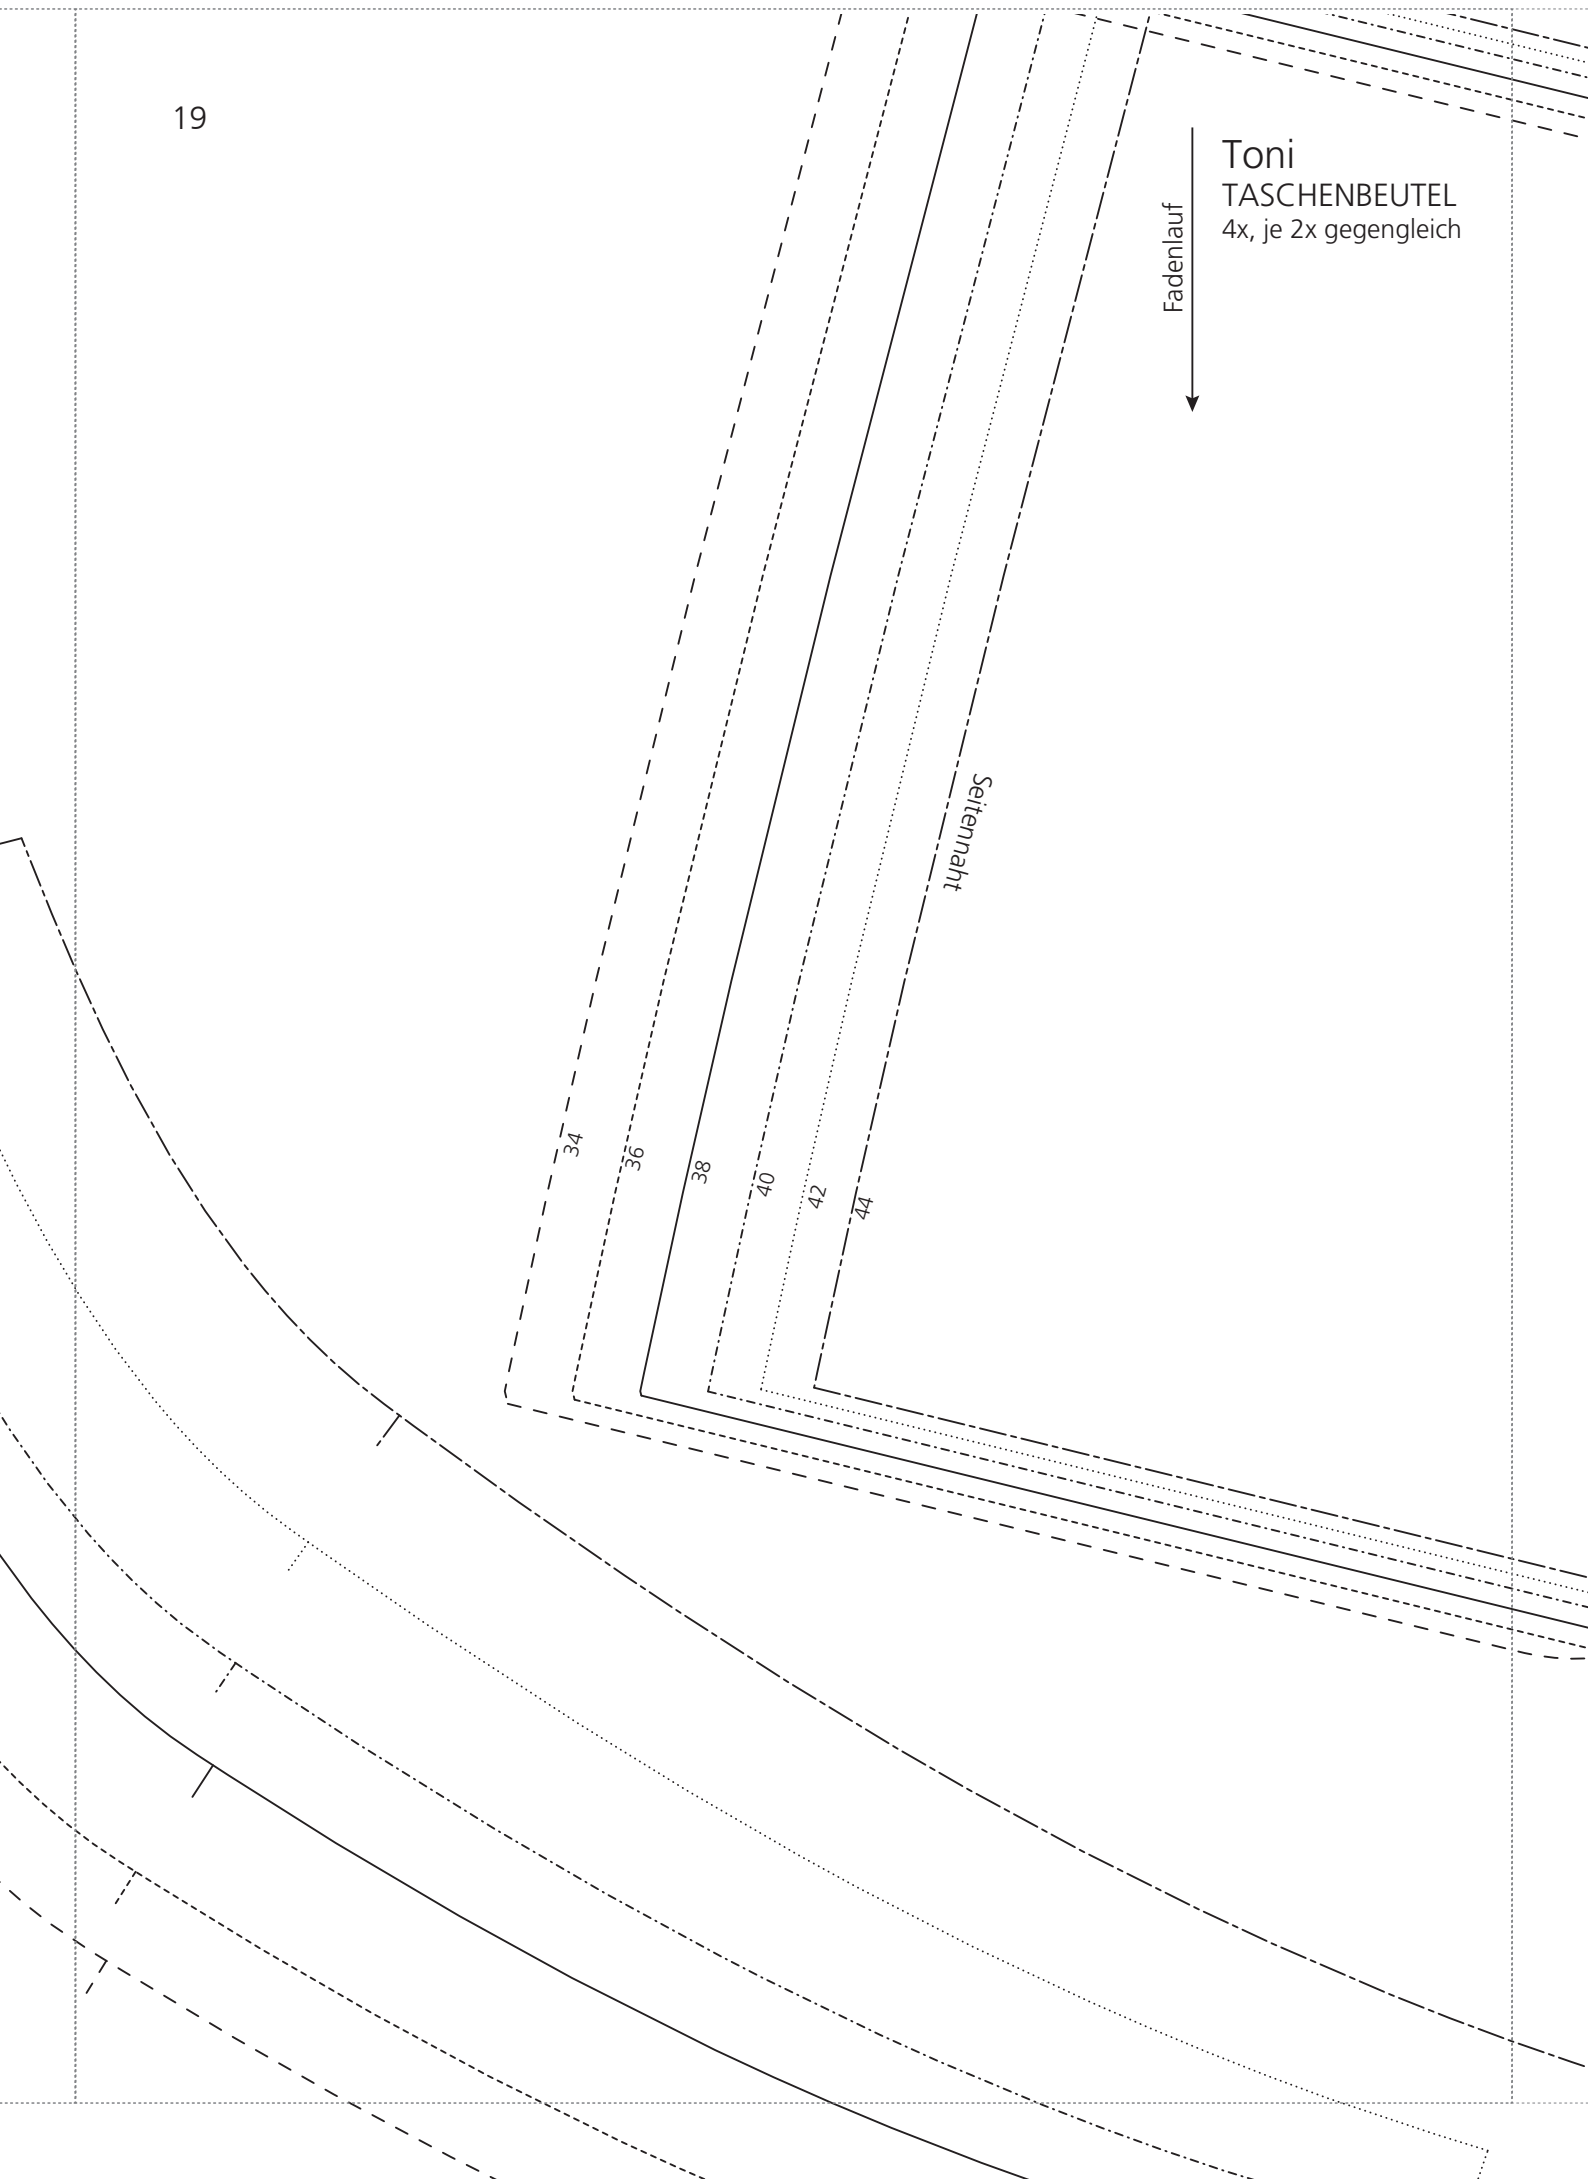 19
Toni
TASCHENBEUTEL
4x, je 2x gegengleich
Fadenlauf
Seitennaht
34
36
38
40
42
44